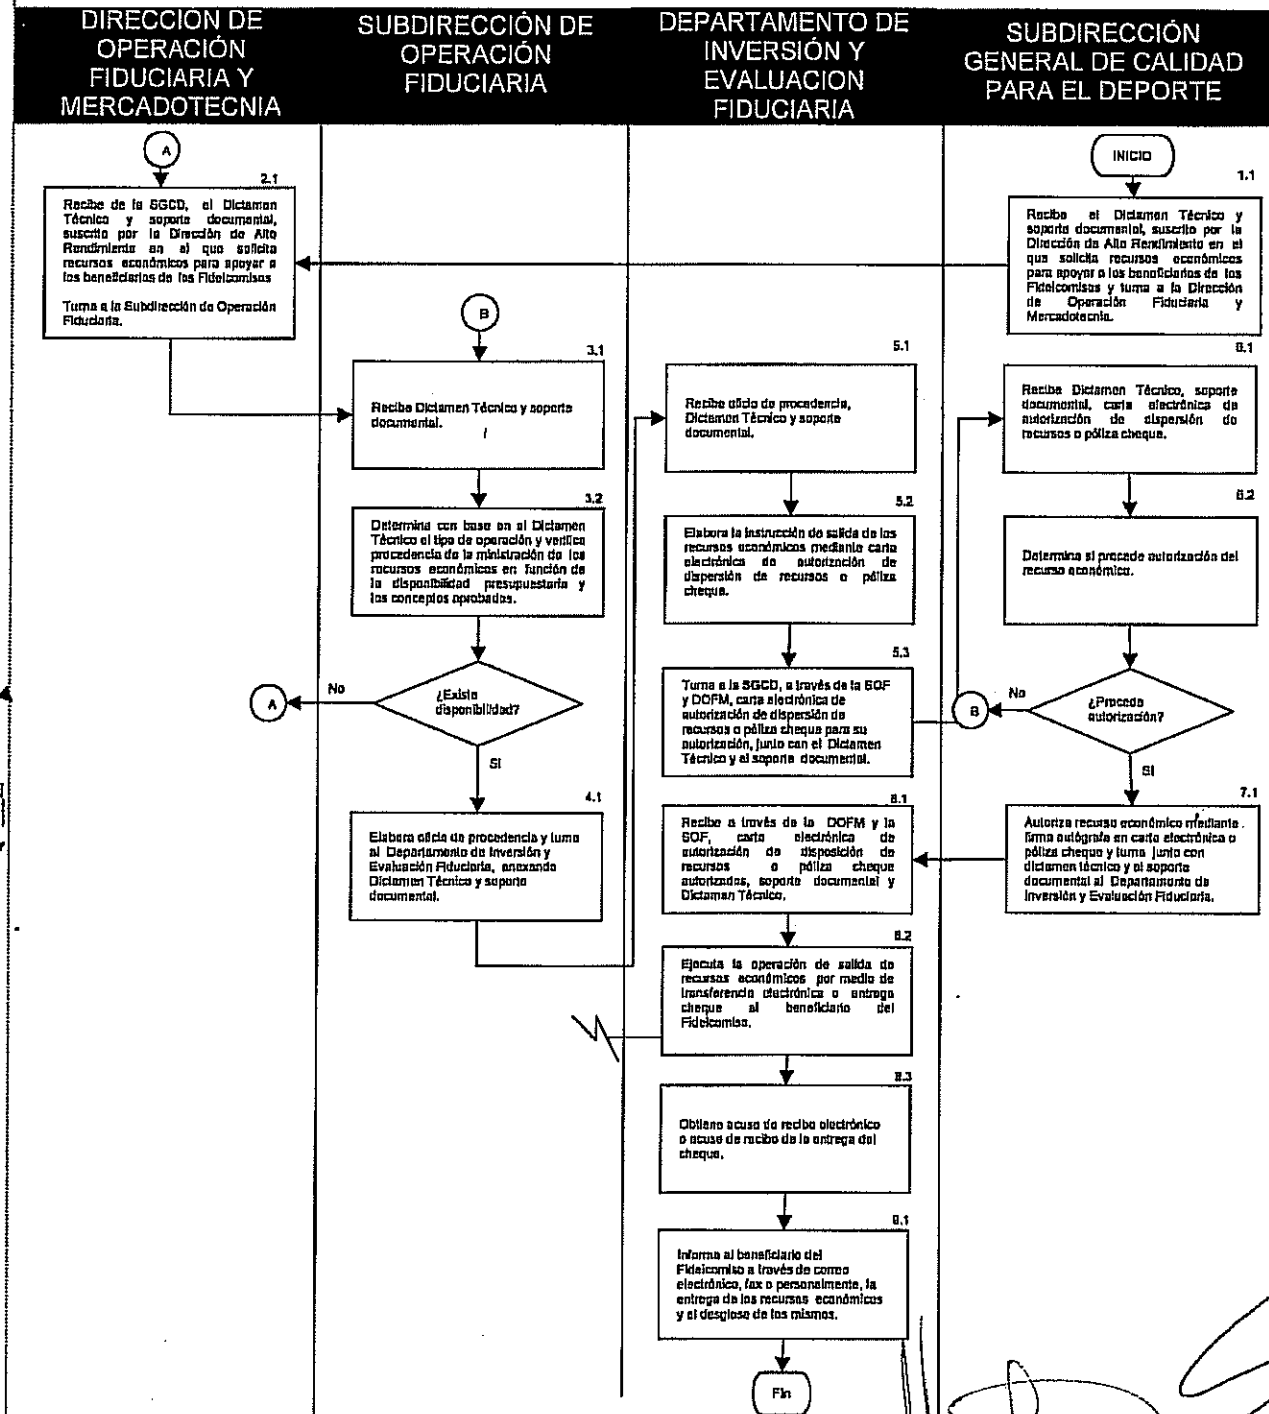 DIRECCIÓN DE
OPERACIÓN
FIDUCIARIA Y
MERCADOTECNIA
SUBDIRECCIÓN DE
OPERACIÓN
FIDUCIARIA
DEPARTAMENTO DE
INVERSIÓN Y
EVALUACION
FIDUCIARIA
SUBDIRECCIÓN
GENERAL DE CALIDAD
PARA EL DEPORTE
INICIO
1.1
Recibe el Dictamen Técnico y
soporte documental, suscrito por la
Dirección de Alto Rendimiento en el
que solicita recursos económicos
para apoyar a los beneficiarios de los
Fideicomisos y turna a la Dirección
de Operación Fiduciaria y
Mercadotecnia.
A
2.1
Recibe de la SGCD, el Dictamen
Técnico y soporte documental,
suscrito por la Dirección de Alto
Rendimiento en el que solicita
recursos económicos para apoyar a
los beneficiarios de los Fideicomisos
Turna a la Subdirección de Operación
Fiduciaria.
B
3.1
Recibe Dictamen Técnico y soporte
documental.
3.2
Determina con base en el Dictamen
Técnico el tipo de operación y verifica
procedencia de la ministración de los
recursos económicos en función de
la disponibilidad presupuestaria y
los conceptos aprobados.
¿Existe
disponibilidad?
No
A
SI
4.1
Elabora oficio de procedencia y turna
al Departamento de Inversión y
Evaluación Fiduciaria, anexando
Dictamen Técnico y soporte
documental.
5.1
Recibe oficio de procedencia,
Dictamen Técnico y soporte
documental.
5.2
Elabora la instrucción de salida de los
recursos económicos mediante carta
electrónica de autorización de
dispersión de recursos o póliza
cheque.
5.3
Turna a la SGCD, a través de la SOF
y DOFM, carta electrónica de
autorización de dispersión de
recursos o póliza cheque para su
autorización, junto con el Dictamen
Técnico y el soporte documental.
6.1
Recibe Dictamen Técnico, soporte
documental, carta electrónica de
autorización de dispersión de
recursos o póliza cheque.
6.2
Determina si procede autorización del
recurso económico.
¿Procede
autorización?
No
B
SI
7.1
Autoriza recurso económico mediante
firma autógrafa en carta electrónica o
póliza cheque y turna junto con
dictamen técnico y el soporte
documental al Departamento de
Inversión y Evaluación Fiduciaria.
8.1
Recibe a través de la DOFM y la
SOF, carta electrónica de
autorización de disposición de
recursos o póliza cheque
autorizados, soporte documental y
Dictamen Técnico.
8.2
Ejecuta la operación de salida de
recursos económicos por medio de
transferencia electrónica o entrega
cheque al beneficiario del
Fideicomiso.
8.3
Obtiene acuse de recibo electrónico
o acuse de recibo de la entrega del
cheque.
9.1
Informa al beneficiario del
Fideicomiso a través de correo
electrónico, fax o personalmente, la
entrega de los recursos económicos
y el desglose de los mismos.
Fin